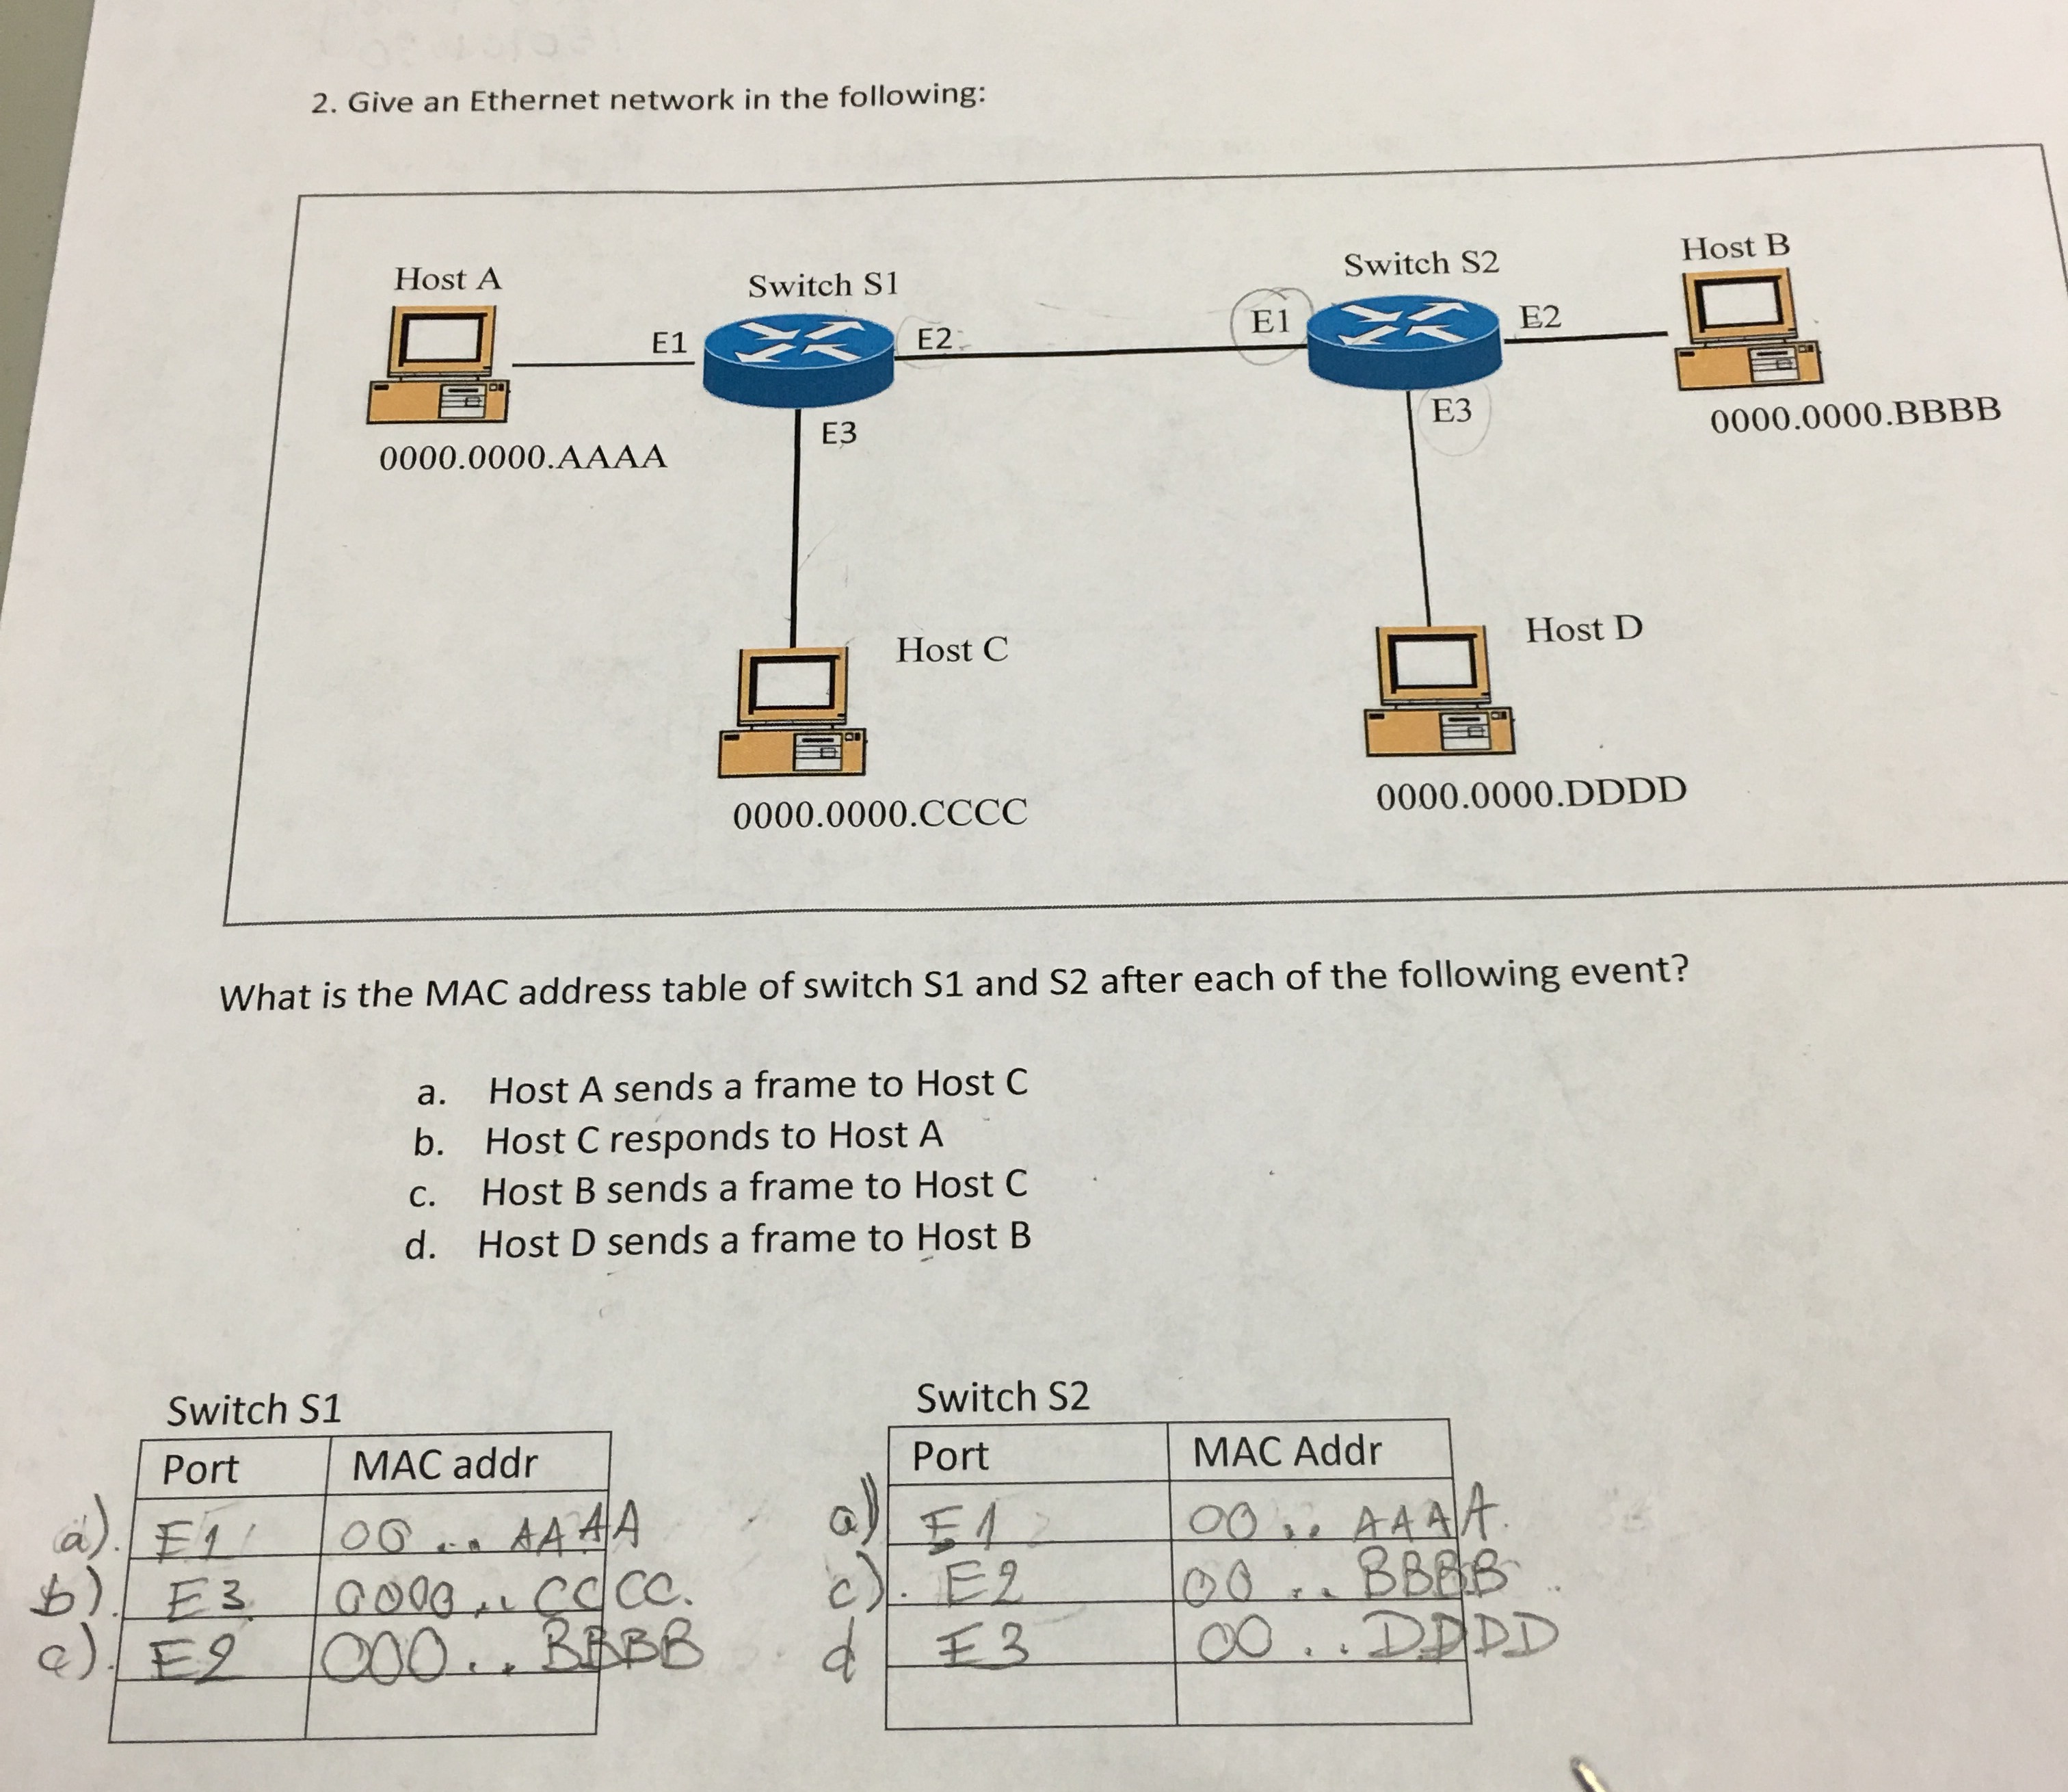 2. Give an Ethernet network in the following:
Host A
Switch S1
Switch S2
Host B
E1
E2
E1
E2
0000.0000.AAAA
E3
E3
0000.0000.BBBB
Host C
Host D
0000.0000.CCCC
0000.0000.DDDD
What is the MAC address table of switch S1 and S2 after each of the following event?
a. Host A sends a frame to Host C
b. Host C responds to Host A
c. Host B sends a frame to Host C
d. Host D sends a frame to Host B
Switch S1
Port MAC addr
a). E1 00 ... AAAA
b). E3 0000 ... CCCC.
c). E2 000 ... BBBB
Switch S2
Port MAC Addr
a) E1 00 ... AAAA.
c). E2 00 ... BBBB
d E3 00 ... DDDD